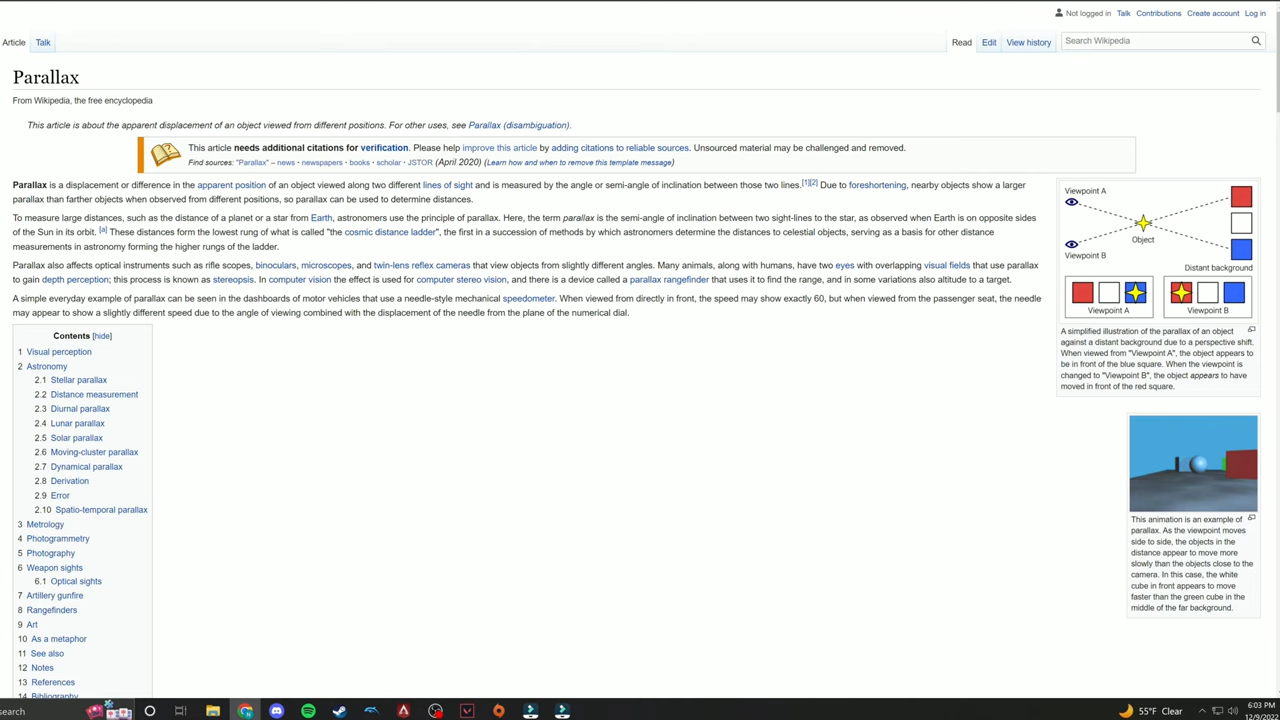 Not logged in Talk Contributions Create account Log in
Article Talk Read Edit View history Search Wikipedia
Parallax
From Wikipedia, the free encyclopedia
This article is about the apparent displacement of an object viewed from different positions. For other uses, see Parallax (disambiguation).
This article needs additional citations for verification. Please help improve this article by adding citations to reliable sources. Unsourced material may be challenged and removed.
Find sources: "Parallax" – news · newspapers · books · scholar · JSTOR (April 2020) (Learn how and when to remove this template message)
Parallax is a displacement or difference in the apparent position of an object viewed along two different lines of sight and is measured by the angle or semi-angle of inclination between those two lines.[1][2] Due to foreshortening, nearby objects show a larger
parallax than farther objects when observed from different positions, so parallax can be used to determine distances.
To measure large distances, such as the distance of a planet or a star from Earth, astronomers use the principle of parallax. Here, the term parallax is the semi-angle of inclination between two sight-lines to the star, as observed when Earth is on opposite sides
of the Sun in its orbit. [a] These distances form the lowest rung of what is called "the cosmic distance ladder", the first in a succession of methods by which astronomers determine the distances to celestial objects, serving as a basis for other distance
measurements in astronomy forming the higher rungs of the ladder.
Parallax also affects optical instruments such as rifle scopes, binoculars, microscopes, and twin-lens reflex cameras that view objects from slightly different angles. Many animals, along with humans, have two eyes with overlapping visual fields that use parallax
to gain depth perception; this process is known as stereopsis. In computer vision the effect is used for computer stereo vision, and there is a device called a parallax rangefinder that uses it to find the range, and in some variations also altitude to a target.
A simple everyday example of parallax can be seen in the dashboards of motor vehicles that use a needle-style mechanical speedometer. When viewed from directly in front, the speed may show exactly 60, but when viewed from the passenger seat, the needle
may appear to show a slightly different speed due to the angle of viewing combined with the displacement of the needle from the plane of the numerical dial.
Contents [hide]
1 Visual perception
2 Astronomy
2.1 Stellar parallax
2.2 Distance measurement
2.3 Diurnal parallax
2.4 Lunar parallax
2.5 Solar parallax
2.6 Moving-cluster parallax
2.7 Dynamical parallax
2.8 Derivation
2.9 Error
2.10 Spatio-temporal parallax
3 Metrology
4 Photogrammetry
5 Photography
6 Weapon sights
6.1 Optical sights
7 Artillery gunfire
8 Rangefinders
9 Art
10 As a metaphor
11 See also
12 Notes
13 References
14 Bibliography
Viewpoint A
Object
Viewpoint B
Distant background
Viewpoint A Viewpoint B
A simplified illustration of the parallax of an object
against a distant background due to a perspective shift.
When viewed from "Viewpoint A", the object appears to
be in front of the blue square. When the viewpoint is
changed to "Viewpoint B", the object appears to have
moved in front of the red square.
This animation is an example of
parallax. As the viewpoint moves
side to side, the objects in the
distance appear to move more
slowly than the objects close to the
camera. In this case, the white
cube in front appears to move
faster than the green cube in the
middle of the far background.
search
55°F Clear
6:03 PM